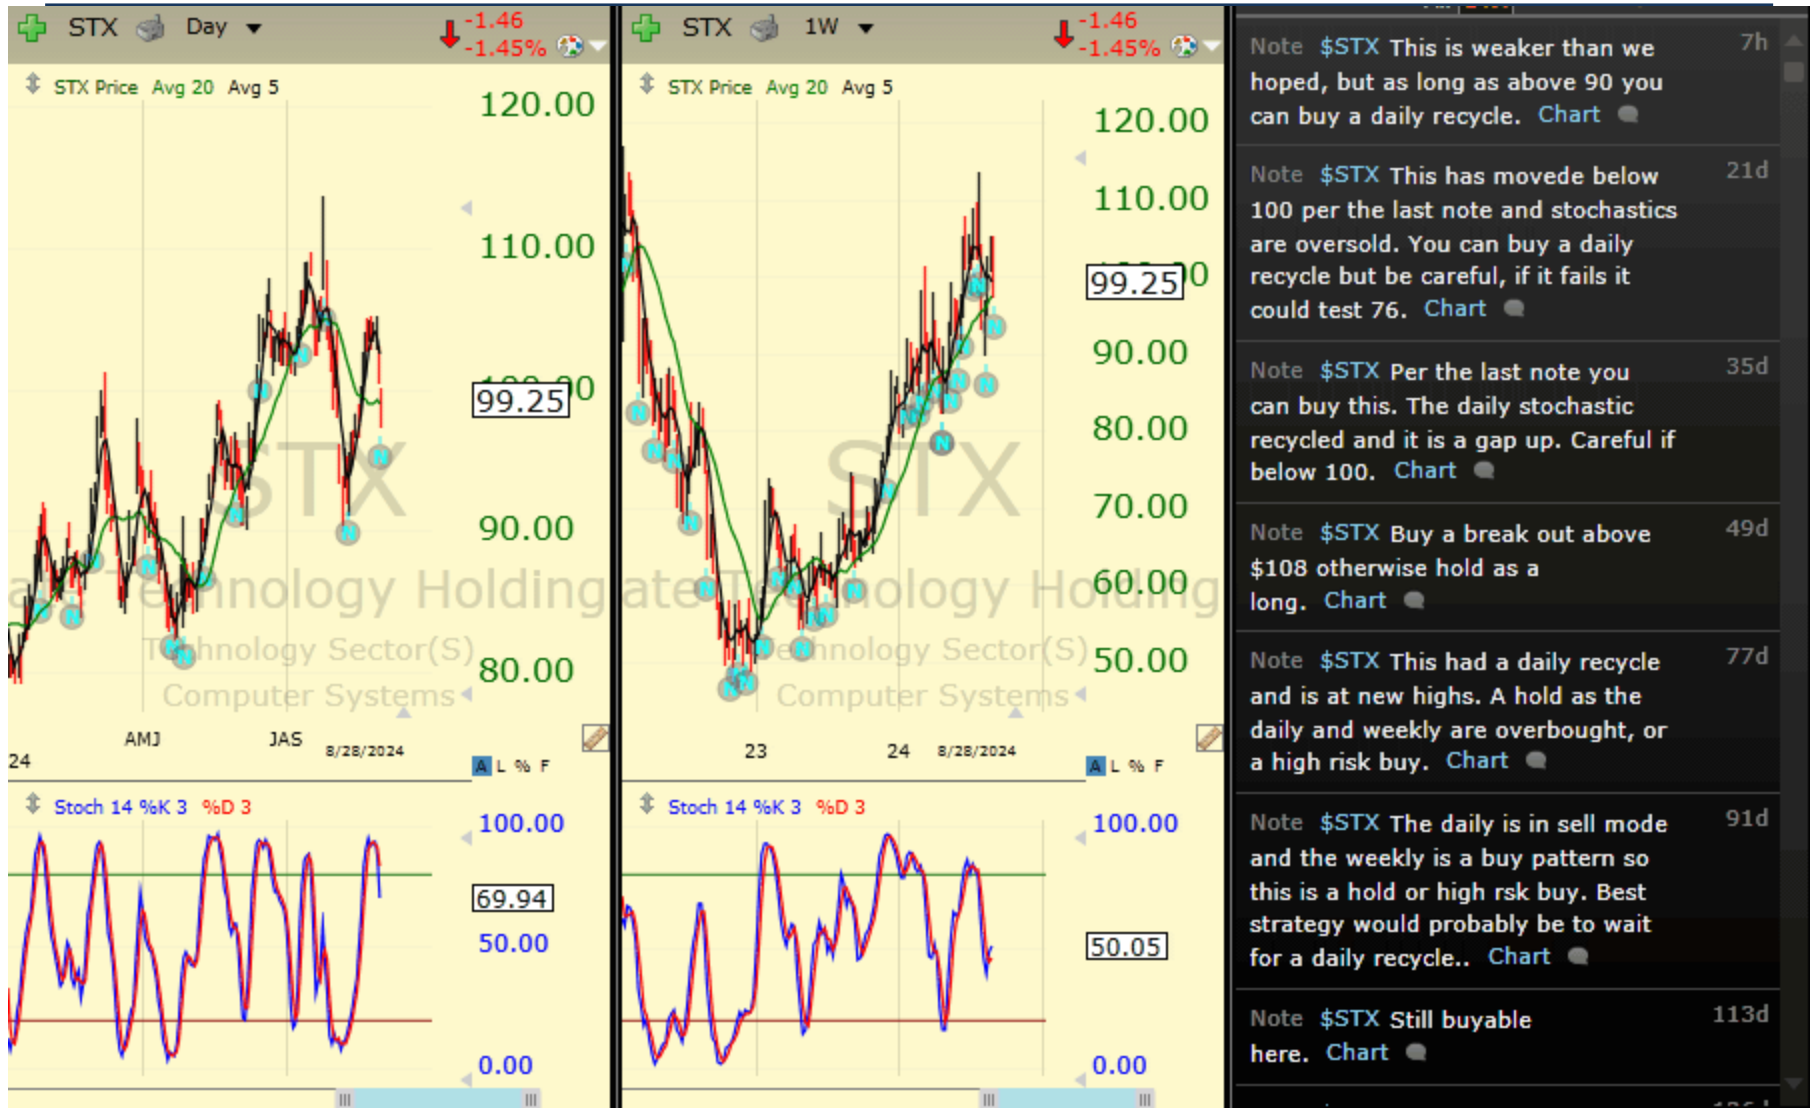 STX Day
-1.46
-1.45%
STX Price Avg 20 Avg 5
120.00
110.00
99.25
90.00
80.00
STX
Technology Holding
Technology Sector(S)
Computer Systems
24 AMJ JAS 8/28/2024
A L % F
Stoch 14 %K 3 %D 3
100.00
69.94
50.00
0.00
STX 1W
-1.46
-1.45%
STX Price Avg 20 Avg 5
120.00
110.00
99.25
90.00
80.00
70.00
60.00
50.00
STX
ate Technology Holding
Technology Sector(S)
Computer Systems
23 24 8/28/2024
A L % F
Stoch 14 %K 3 %D 3
100.00
50.05
0.00
Note $STX This is weaker than we 7h
hoped, but as long as above 90 you
can buy a daily recycle. Chart
Note $STX This has movede below 21d
100 per the last note and stochastics
are oversold. You can buy a daily
recycle but be careful, if it fails it
could test 76. Chart
Note $STX Per the last note you 35d
can buy this. The daily stochastic
recycled and it is a gap up. Careful if
below 100. Chart
Note $STX Buy a break out above 49d
$108 otherwise hold as a
long. Chart
Note $STX This had a daily recycle 77d
and is at new highs. A hold as the
daily and weekly are overbought, or
a high risk buy. Chart
Note $STX The daily is in sell mode 91d
and the weekly is a buy pattern so
this is a hold or high rsk buy. Best
strategy would probably be to wait
for a daily recycle.. Chart
Note $STX Still buyable 113d
here. Chart